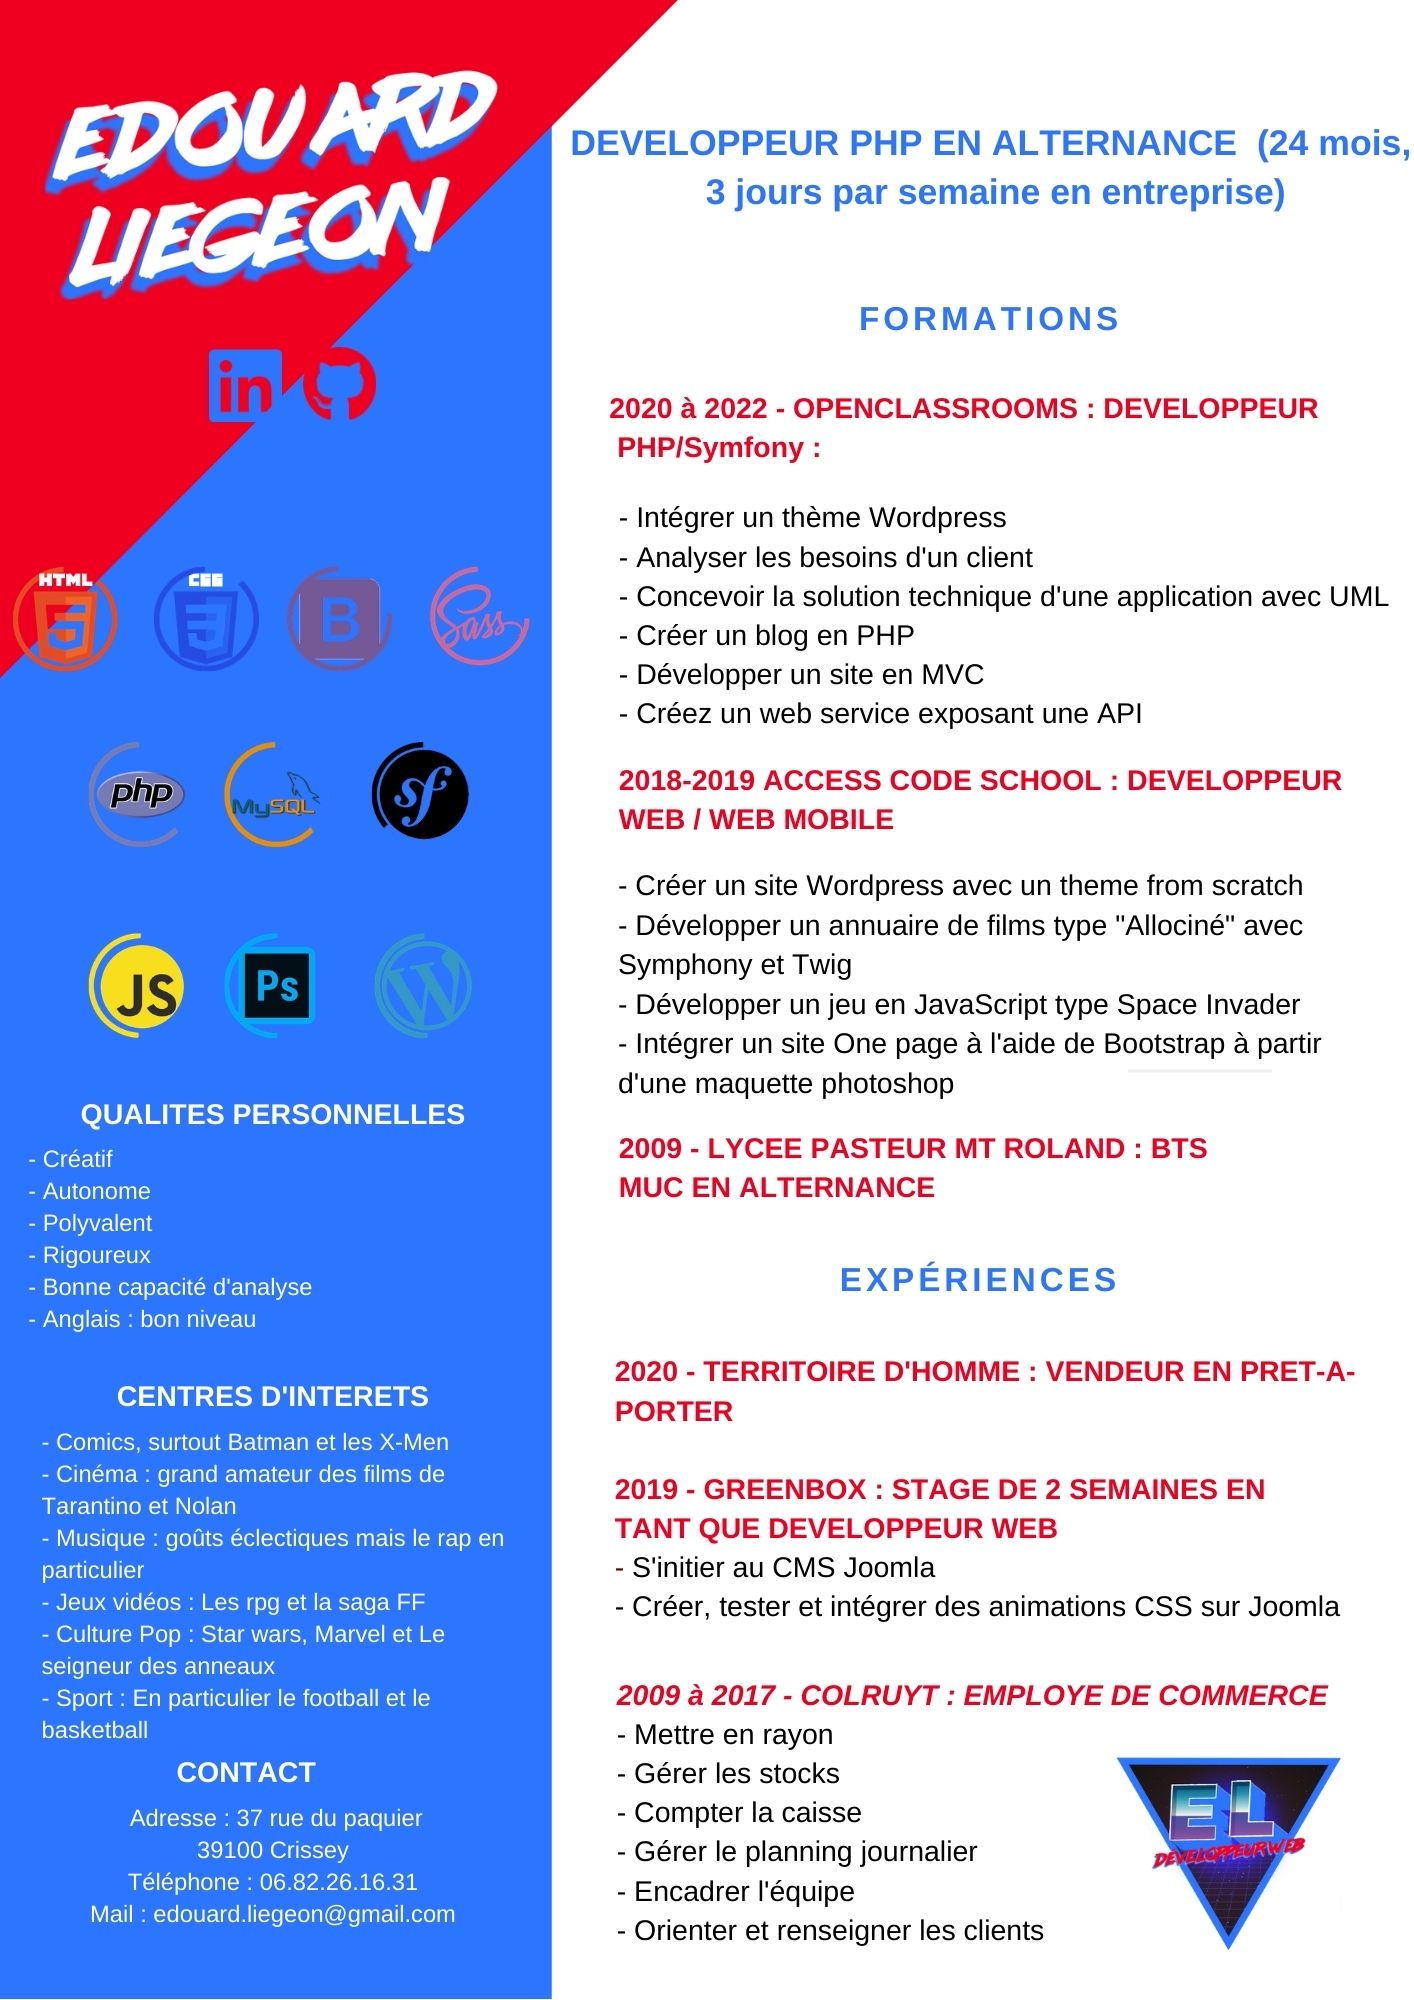 EDOUARD
LIEGEON
in
HTML
CSS
B
Sass
php
MySQL
sf
JS
Ps
W
QUALITES PERSONNELLES
- Créatif
- Autonome
- Polyvalent
- Rigoureux
- Bonne capacité d'analyse
- Anglais : bon niveau
CENTRES D'INTERETS
- Comics, surtout Batman et les X-Men
- Cinéma : grand amateur des films de
Tarantino et Nolan
- Musique : goûts éclectiques mais le rap en
particulier
- Jeux vidéos : Les rpg et la saga FF
- Culture Pop : Star wars, Marvel et Le
seigneur des anneaux
- Sport : En particulier le football et le
basketball
CONTACT
Adresse : 37 rue du paquier
39100 Crissey
Téléphone : 06.82.26.16.31
Mail : edouard.liegeon@gmail.com
DEVELOPPEUR PHP EN ALTERNANCE (24 mois,
3 jours par semaine en entreprise)
FORMATIONS
2020 à 2022 - OPENCLASSROOMS : DEVELOPPEUR
PHP/Symfony :
- Intégrer un thème Wordpress
- Analyser les besoins d'un client
- Concevoir la solution technique d'une application avec UML
- Créer un blog en PHP
- Développer un site en MVC
- Créez un web service exposant une API
2018-2019 ACCESS CODE SCHOOL : DEVELOPPEUR
WEB / WEB MOBILE
- Créer un site Wordpress avec un theme from scratch
- Développer un annuaire de films type "Allociné" avec
Symphony et Twig
- Développer un jeu en JavaScript type Space Invader
- Intégrer un site One page à l'aide de Bootstrap à partir
d'une maquette photoshop
2009 - LYCEE PASTEUR MT ROLAND : BTS
MUC EN ALTERNANCE
EXPÉRIENCES
2020 - TERRITOIRE D'HOMME : VENDEUR EN PRET-A-
PORTER
2019 - GREENBOX : STAGE DE 2 SEMAINES EN
TANT QUE DEVELOPPEUR WEB
- S'initier au CMS Joomla
- Créer, tester et intégrer des animations CSS sur Joomla
2009 à 2017 - COLRUYT : EMPLOYE DE COMMERCE
- Mettre en rayon
- Gérer les stocks
- Compter la caisse
- Gérer le planning journalier
- Encadrer l'équipe
- Orienter et renseigner les clients
EL
DEVELOPPEUR WEB